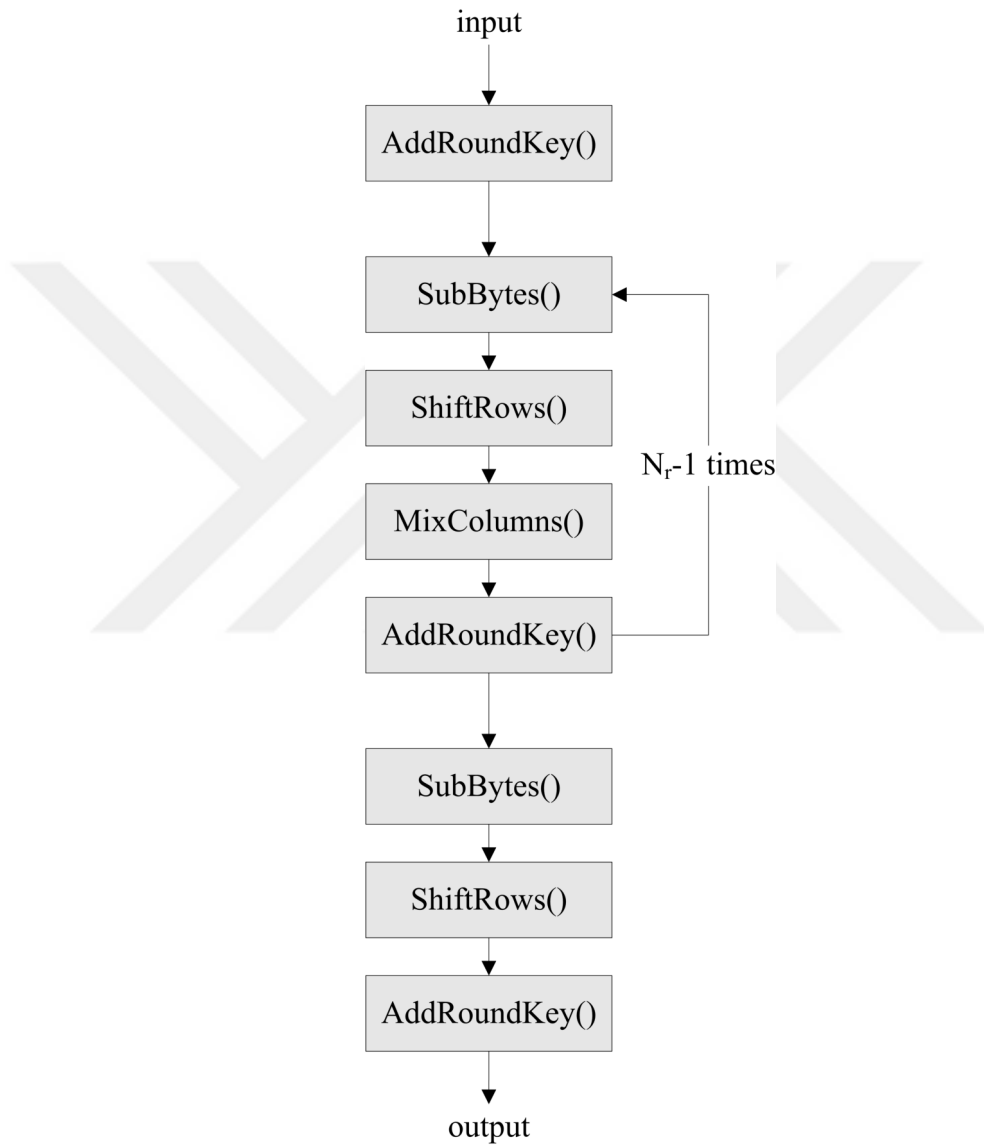 input
AddRoundKey()
SubBytes()
ShiftRows()
MixColumns()
AddRoundKey()
Nr-1 times
SubBytes()
ShiftRows()
AddRoundKey()
output